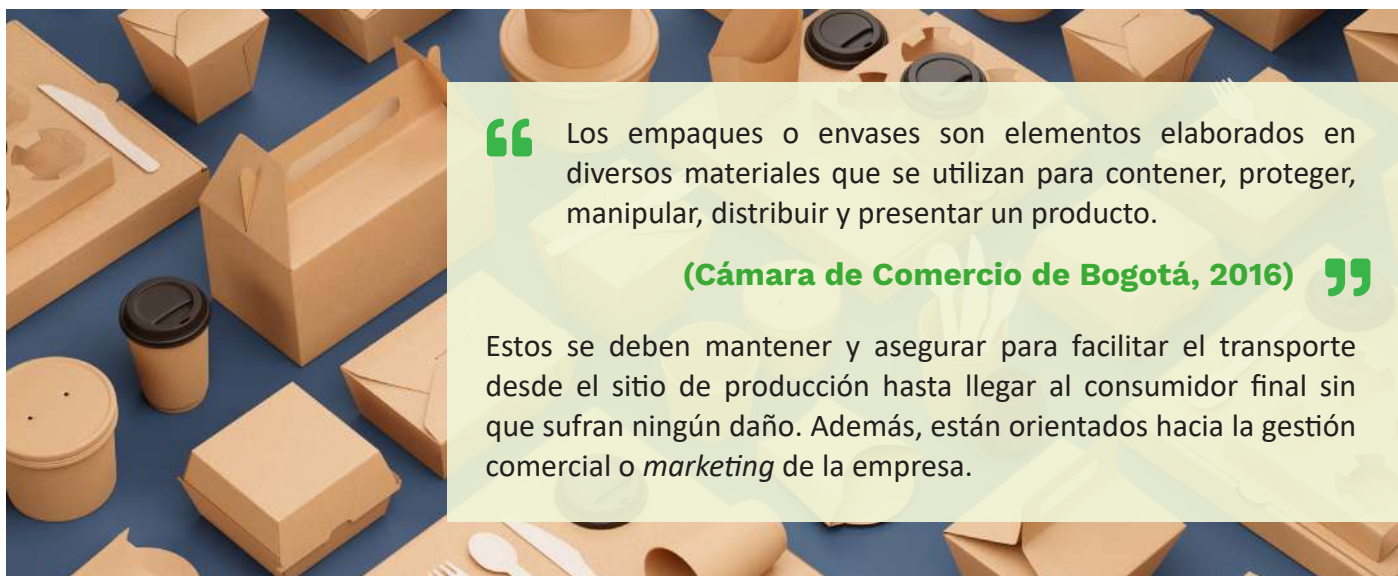 “ Los empaques o envases son elementos elaborados en
diversos materiales que se utilizan para contener, proteger,
manipular, distribuir y presentar un producto.
(Cámara de Comercio de Bogotá, 2016) ”
Estos se deben mantener y asegurar para facilitar el transporte
desde el sitio de producción hasta llegar al consumidor final sin
que sufran ningún daño. Además, están orientados hacia la gestión
comercial o marketing de la empresa.